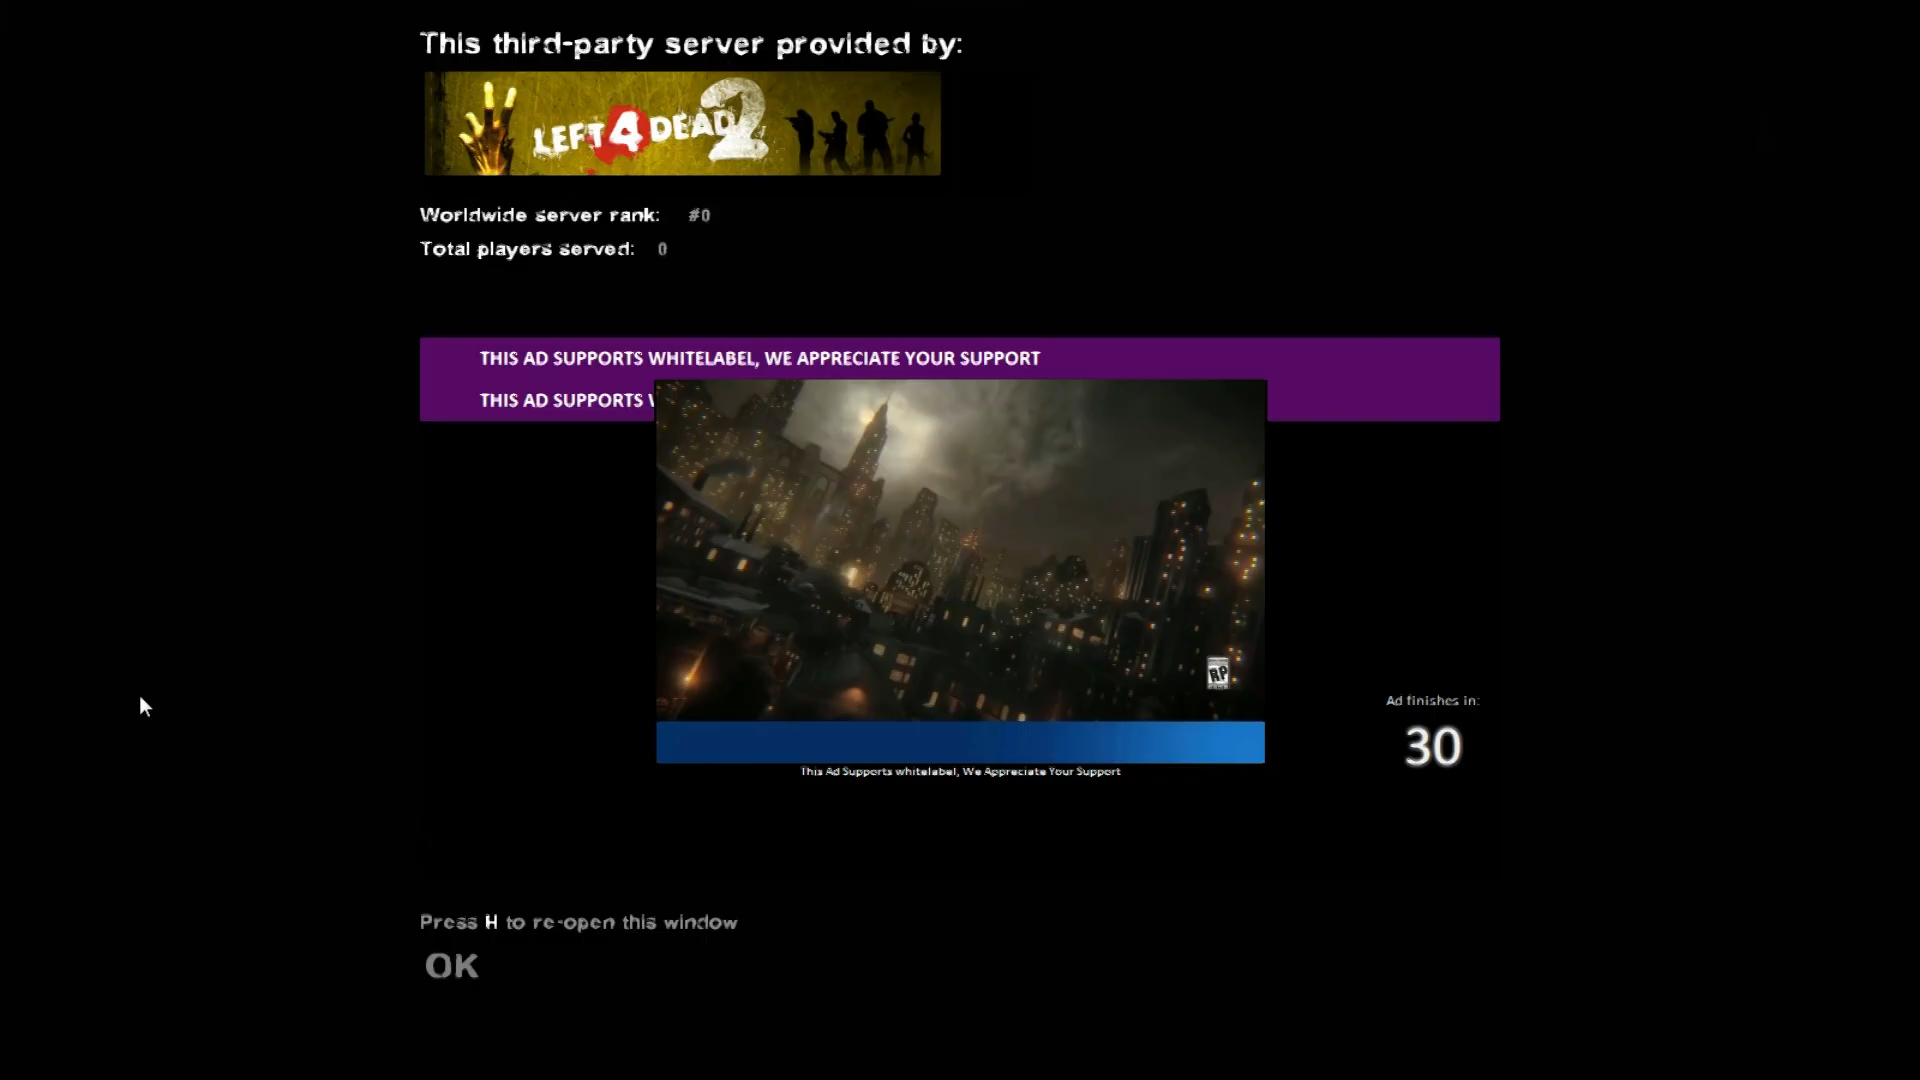 This third-party server provided by:
LEFT 4 DEAD 2
Worldwide server rank: #0
Total players served: 0
THIS AD SUPPORTS WHITELABEL, WE APPRECIATE YOUR SUPPORT
THIS AD SUPPORTS
RP
Ad finishes in:
30
This Ad Supports whitelabel, We Appreciate Your Support
Press H to re-open this window
OK